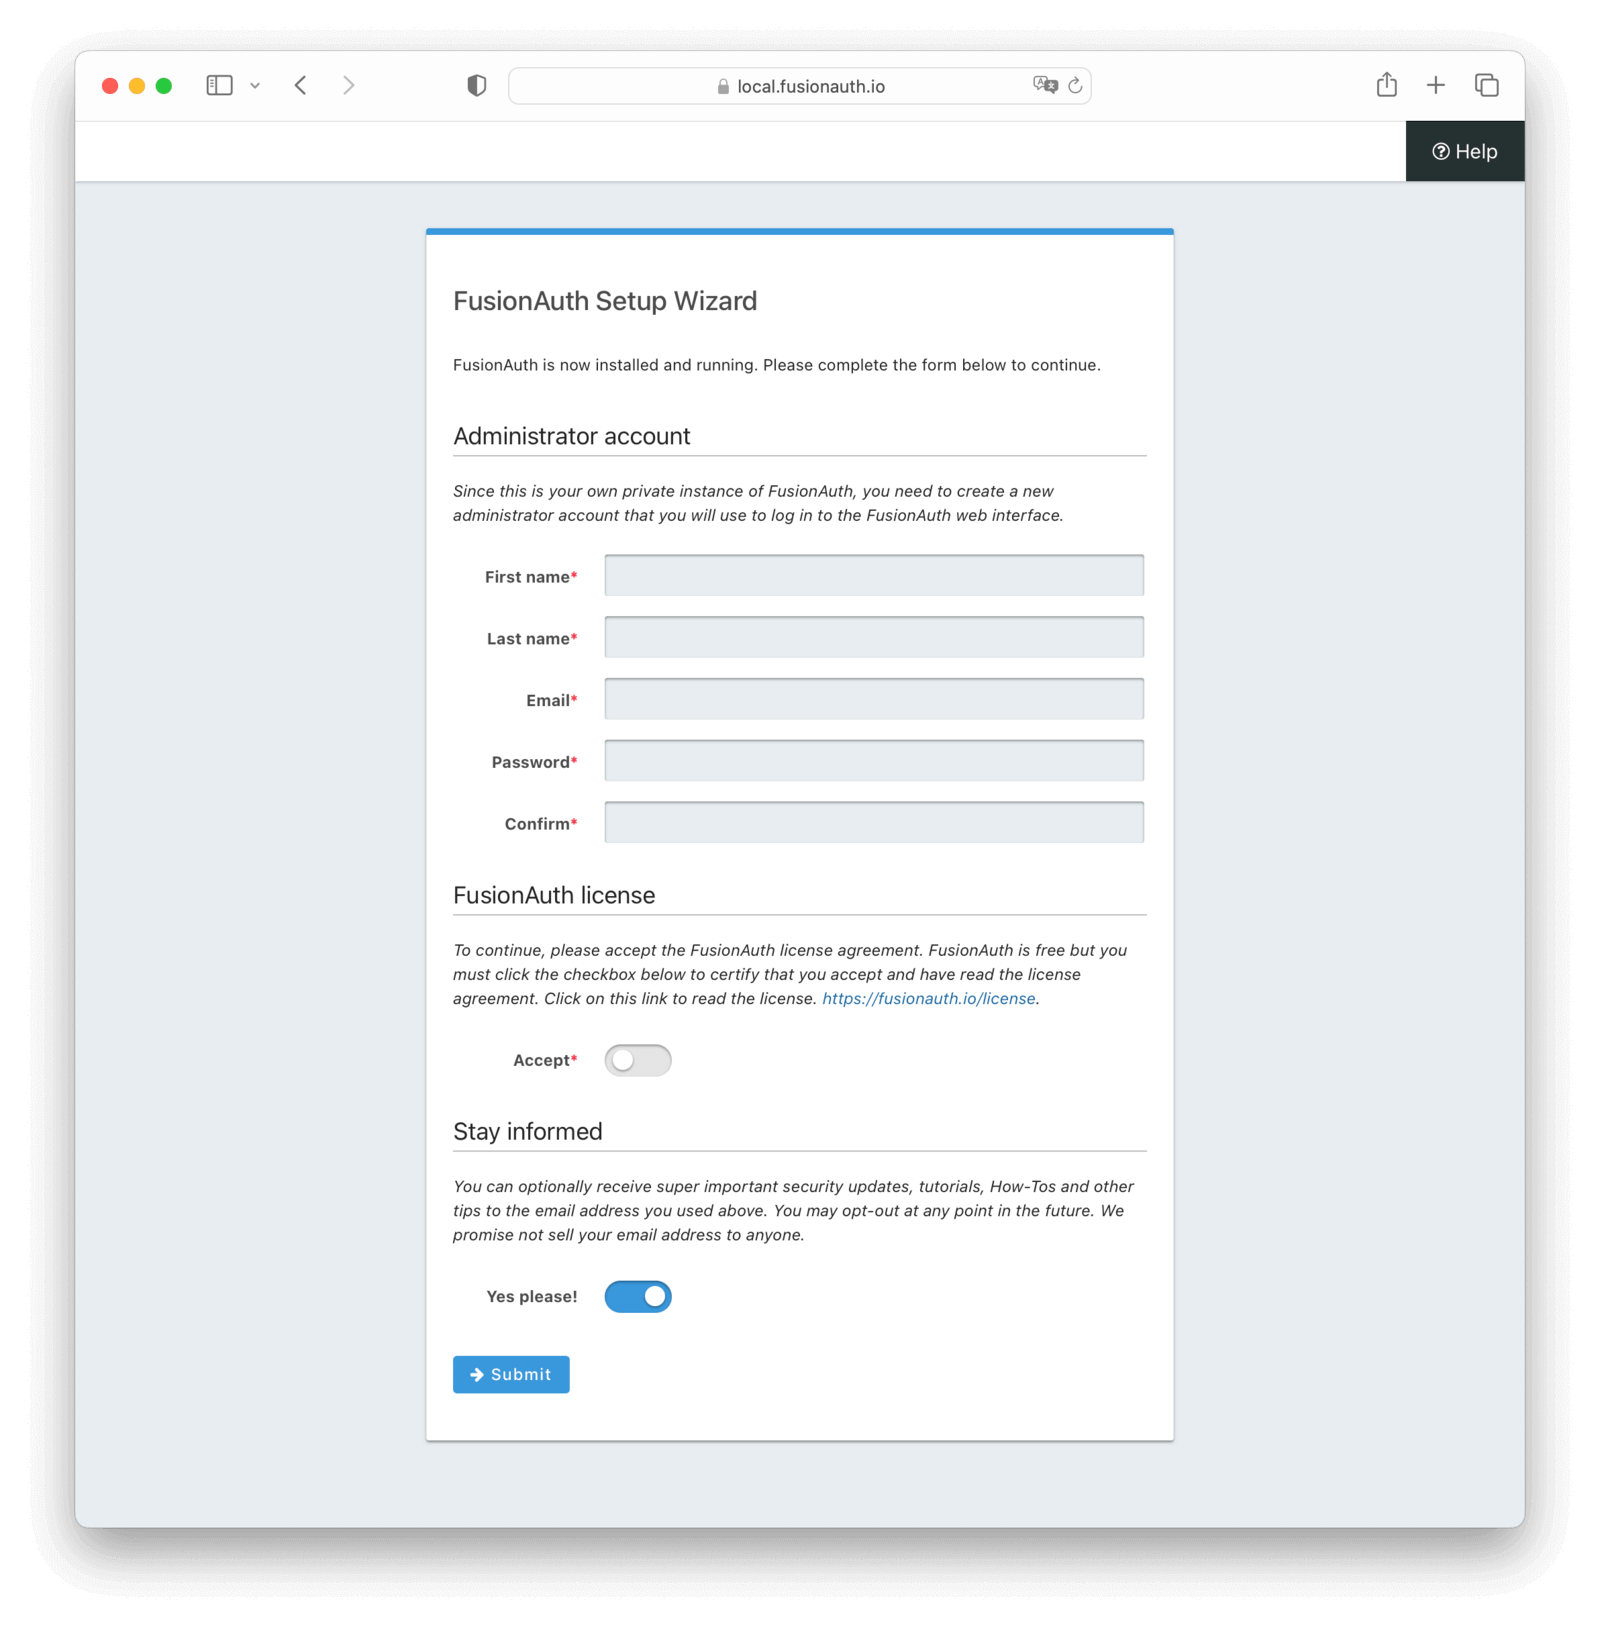 local.fusionauth.io
Help
FusionAuth Setup Wizard
FusionAuth is now installed and running. Please complete the form below to continue.
Administrator account
Since this is your own private instance of FusionAuth, you need to create a new
administrator account that you will use to log in to the FusionAuth web interface.
First name*
Last name*
Email*
Password*
Confirm*
FusionAuth license
To continue, please accept the FusionAuth license agreement. FusionAuth is free but you
must click the checkbox below to certify that you accept and have read the license
agreement. Click on this link to read the license. https://fusionauth.io/license.
Accept*
Stay informed
You can optionally receive super important security updates, tutorials, How-Tos and other
tips to the email address you used above. You may opt-out at any point in the future. We
promise not sell your email address to anyone.
Yes please!
Submit